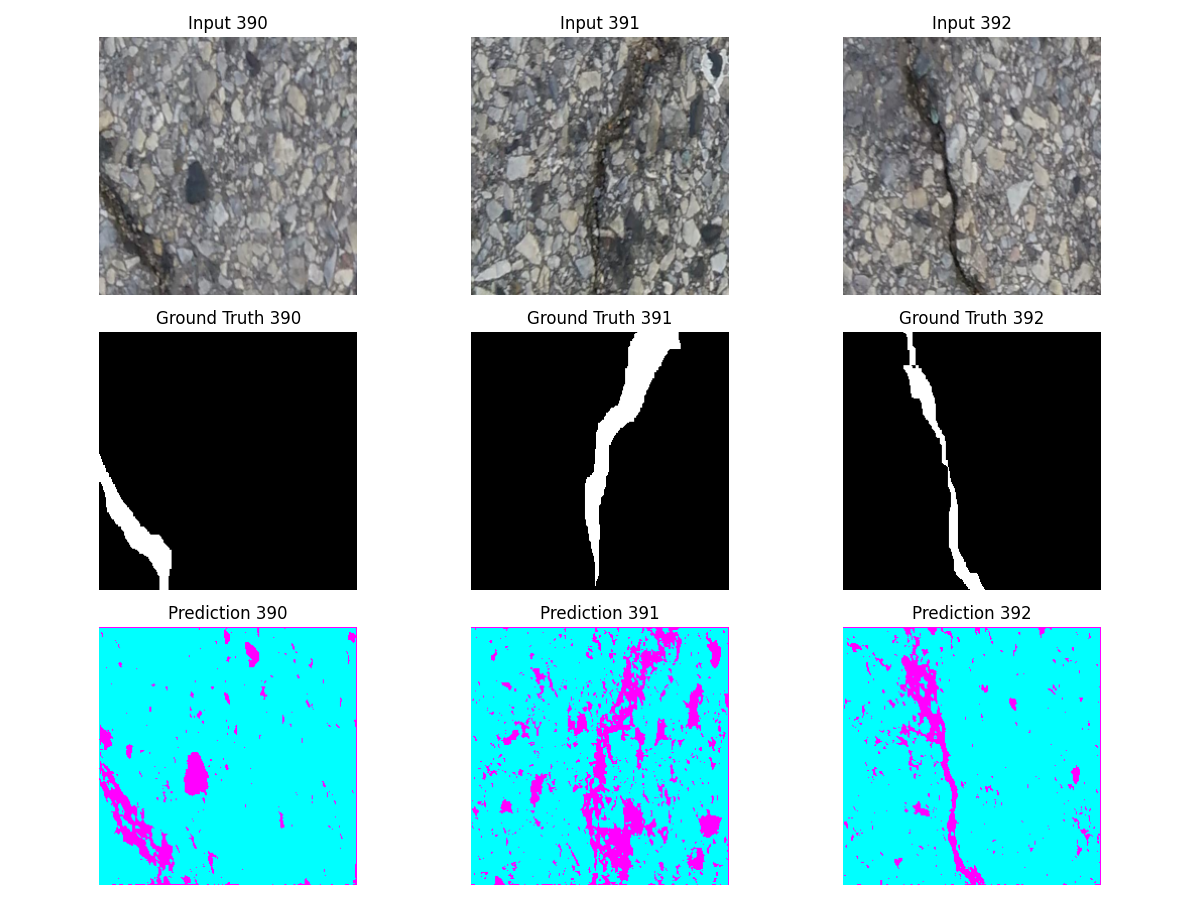 Input 390
Input 391
Input 392
Ground Truth 390
Ground Truth 391
Ground Truth 392
Prediction 390
Prediction 391
Prediction 392